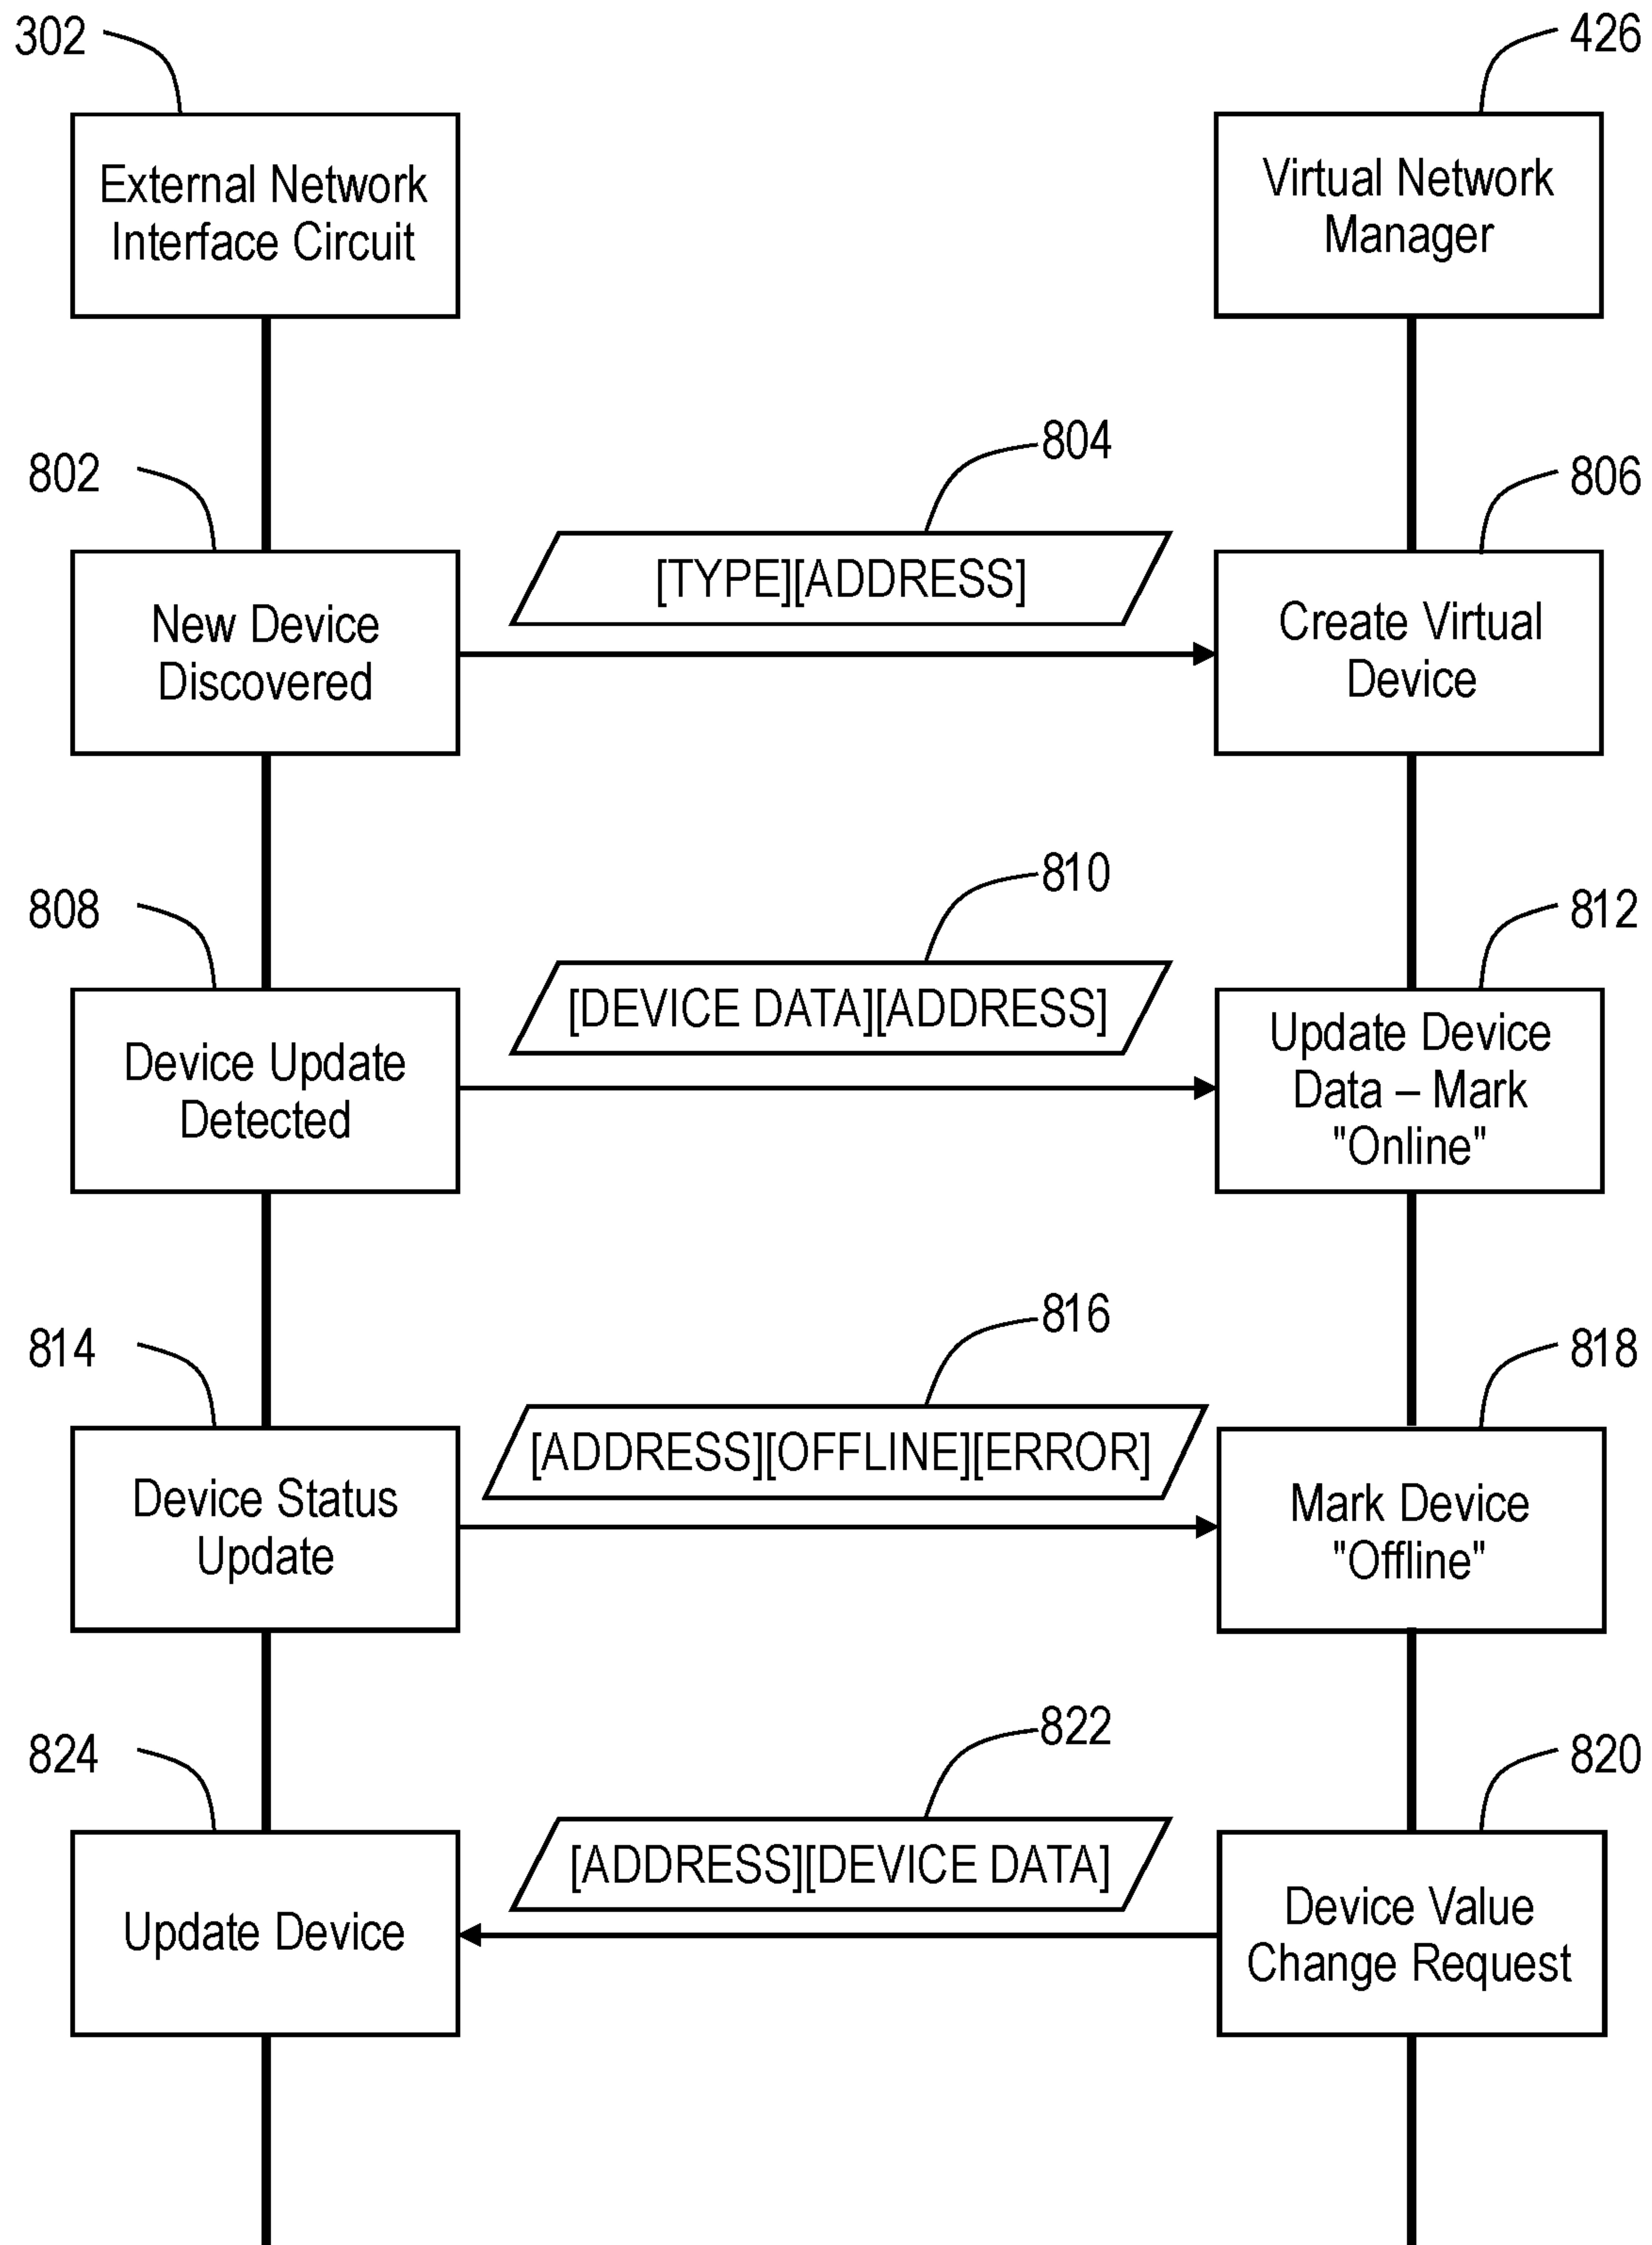 302
426
External Network
Interface Circuit
Virtual Network
Manager
802
804
806
New Device
Discovered
[TYPE][ADDRESS]
Create Virtual
Device
808
810
812
Device Update
Detected
[DEVICE DATA][ADDRESS]
Update Device
Data – Mark
"Online"
814
816
818
Device Status
Update
[ADDRESS][OFFLINE][ERROR]
Mark Device
"Offline"
824
822
820
Update Device
[ADDRESS][DEVICE DATA]
Device Value
Change Request